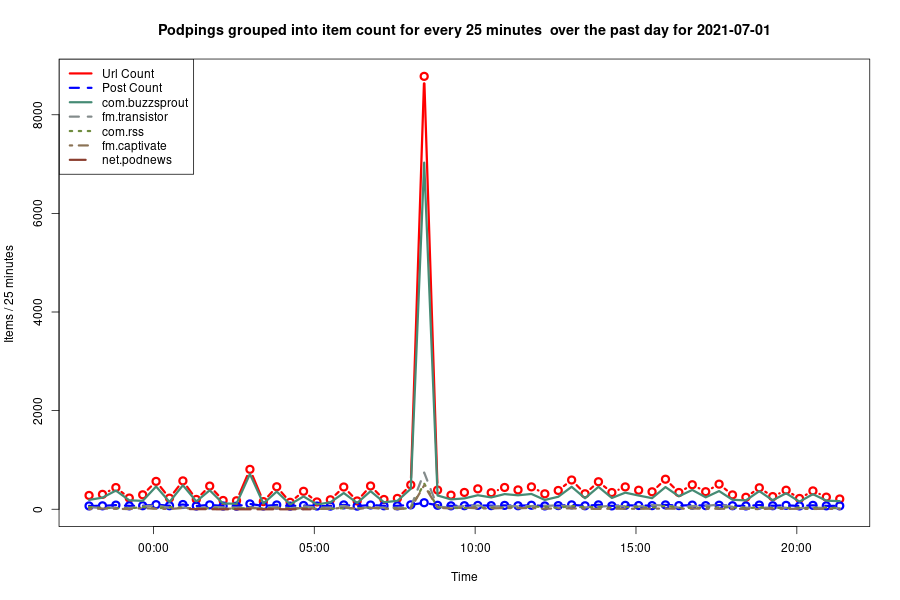 Podpings grouped into item count for every 25 minutes  over the past day for 2021-07-01
Url Count
Post Count
com.buzzsprout
fm.transistor
com.rss
fm.captivate
net.podnews
Items / 25 minutes
8000
6000
4000
2000
0
00:00 05:00 10:00 15:00 20:00
Time